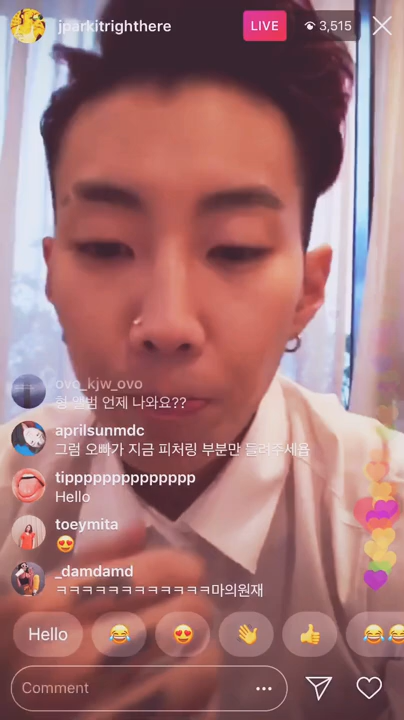 jparkitrighthere
LIVE
3,515
ovo_kjw_ovo
형 앨범 언제 나와요??
aprilsunmdc
그럼 오빠가 지금 피처링 부분만 들려주세욥
tipppppppppppppp
Hello
toeymita
😍
_damdamd
ㅋㅋㅋㅋㅋㅋㅋㅋㅋㅋㅋㅋ마의원재
Hello
Comment